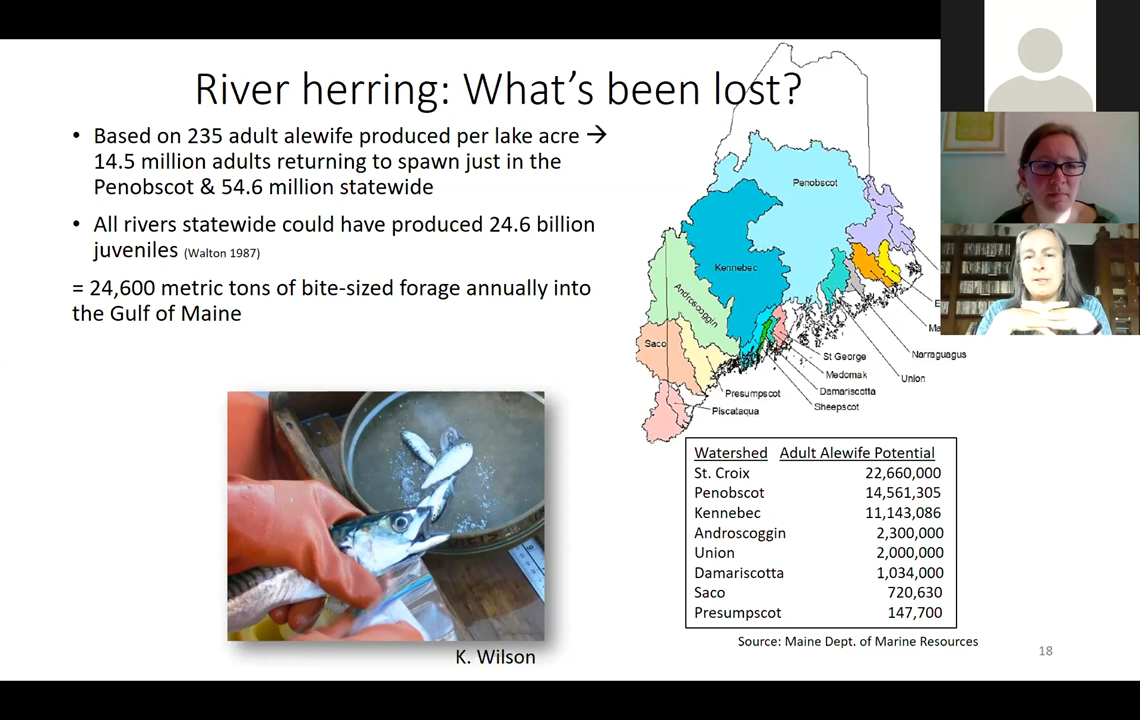 River herring: What's been lost?
• Based on 235 adult alewife produced per lake acre →
14.5 million adults returning to spawn just in the
Penobscot & 54.6 million statewide
• All rivers statewide could have produced 24.6 billion
juveniles (Walton 1987)
= 24,600 metric tons of bite-sized forage annually into
the Gulf of Maine
K. Wilson
Penobscot
Kennebec
Androscoggin
Saco
E
Ma
Narraguagus
St George
Union
Medomak
Damariscotta
Presumpscot
Sheepscot
Piscataqua
Watershed Adult Alewife Potential
St. Croix 22,660,000
Penobscot 14,561,305
Kennebec 11,143,086
Androscoggin 2,300,000
Union 2,000,000
Damariscotta 1,034,000
Saco 720,630
Presumpscot 147,700
Source: Maine Dept. of Marine Resources
18